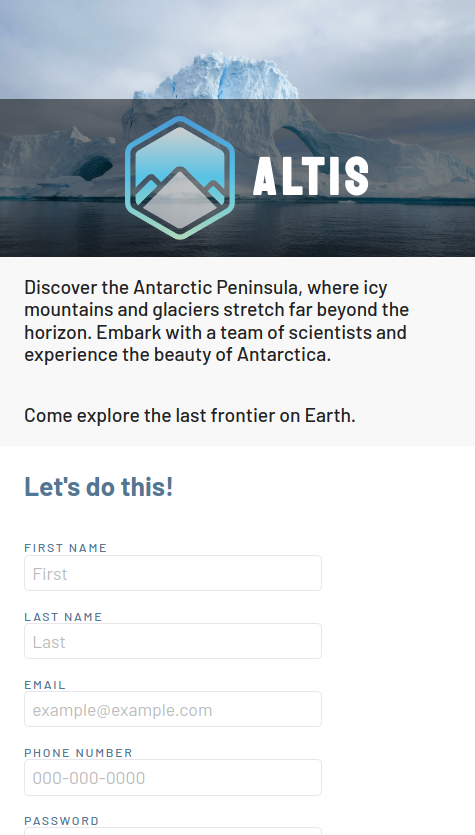 ALTIS
Discover the Antarctic Peninsula, where icy
mountains and glaciers stretch far beyond the
horizon. Embark with a team of scientists and
experience the beauty of Antarctica.
Come explore the last frontier on Earth.
Let's do this!
FIRST NAME
First
LAST NAME
Last
EMAIL
example@example.com
PHONE NUMBER
000-000-0000
PASSWORD